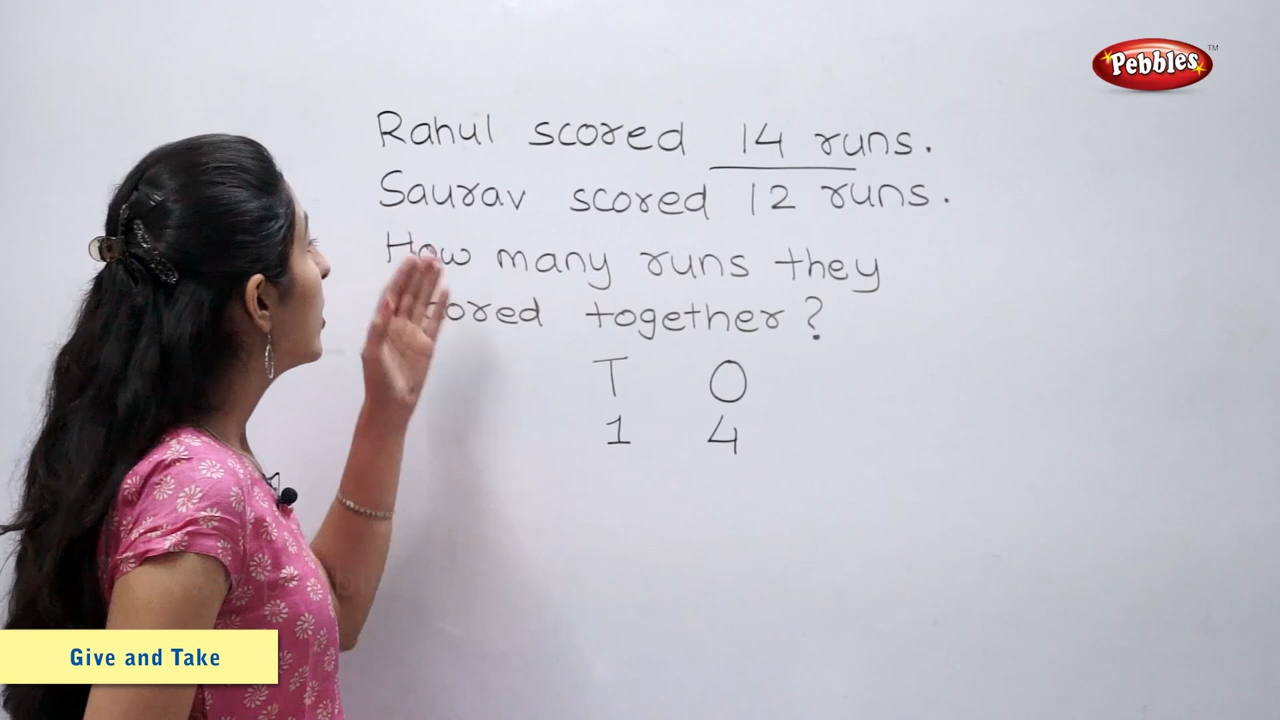 Pebbles TM
Rahul scored 14 runs.
Saurav scored 12 runs.
How many runs they
together?
T O
1 4
Give and Take